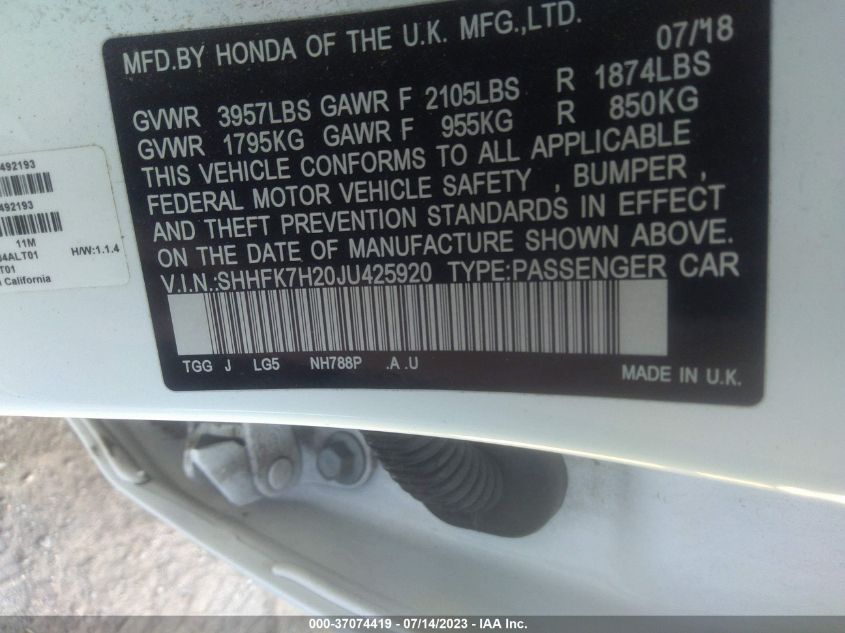 MFD.BY HONDA OF THE U.K. MFG.,LTD. 07/18
GVWR 3957LBS GAWR F 2105LBS R 1874LBS
GVWR 1795KG GAWR F 955KG R 850KG
THIS VEHICLE CONFORMS TO ALL APPLICABLE
FEDERAL MOTOR VEHICLE SAFETY , BUMPER ,
AND THEFT PREVENTION STANDARDS IN EFFECT
ON THE DATE OF MANUFACTURE SHOWN ABOVE.
V.I.N.:SHHFK7H20JU425920 TYPE:PASSENGER CAR
TGG J LG5 NH788P .A .U
MADE IN U.K.
492193
492193
11M
4ALT01 H/W:1.1.4
T01
California
000-37074419 - 07/14/2023 - IAA Inc.